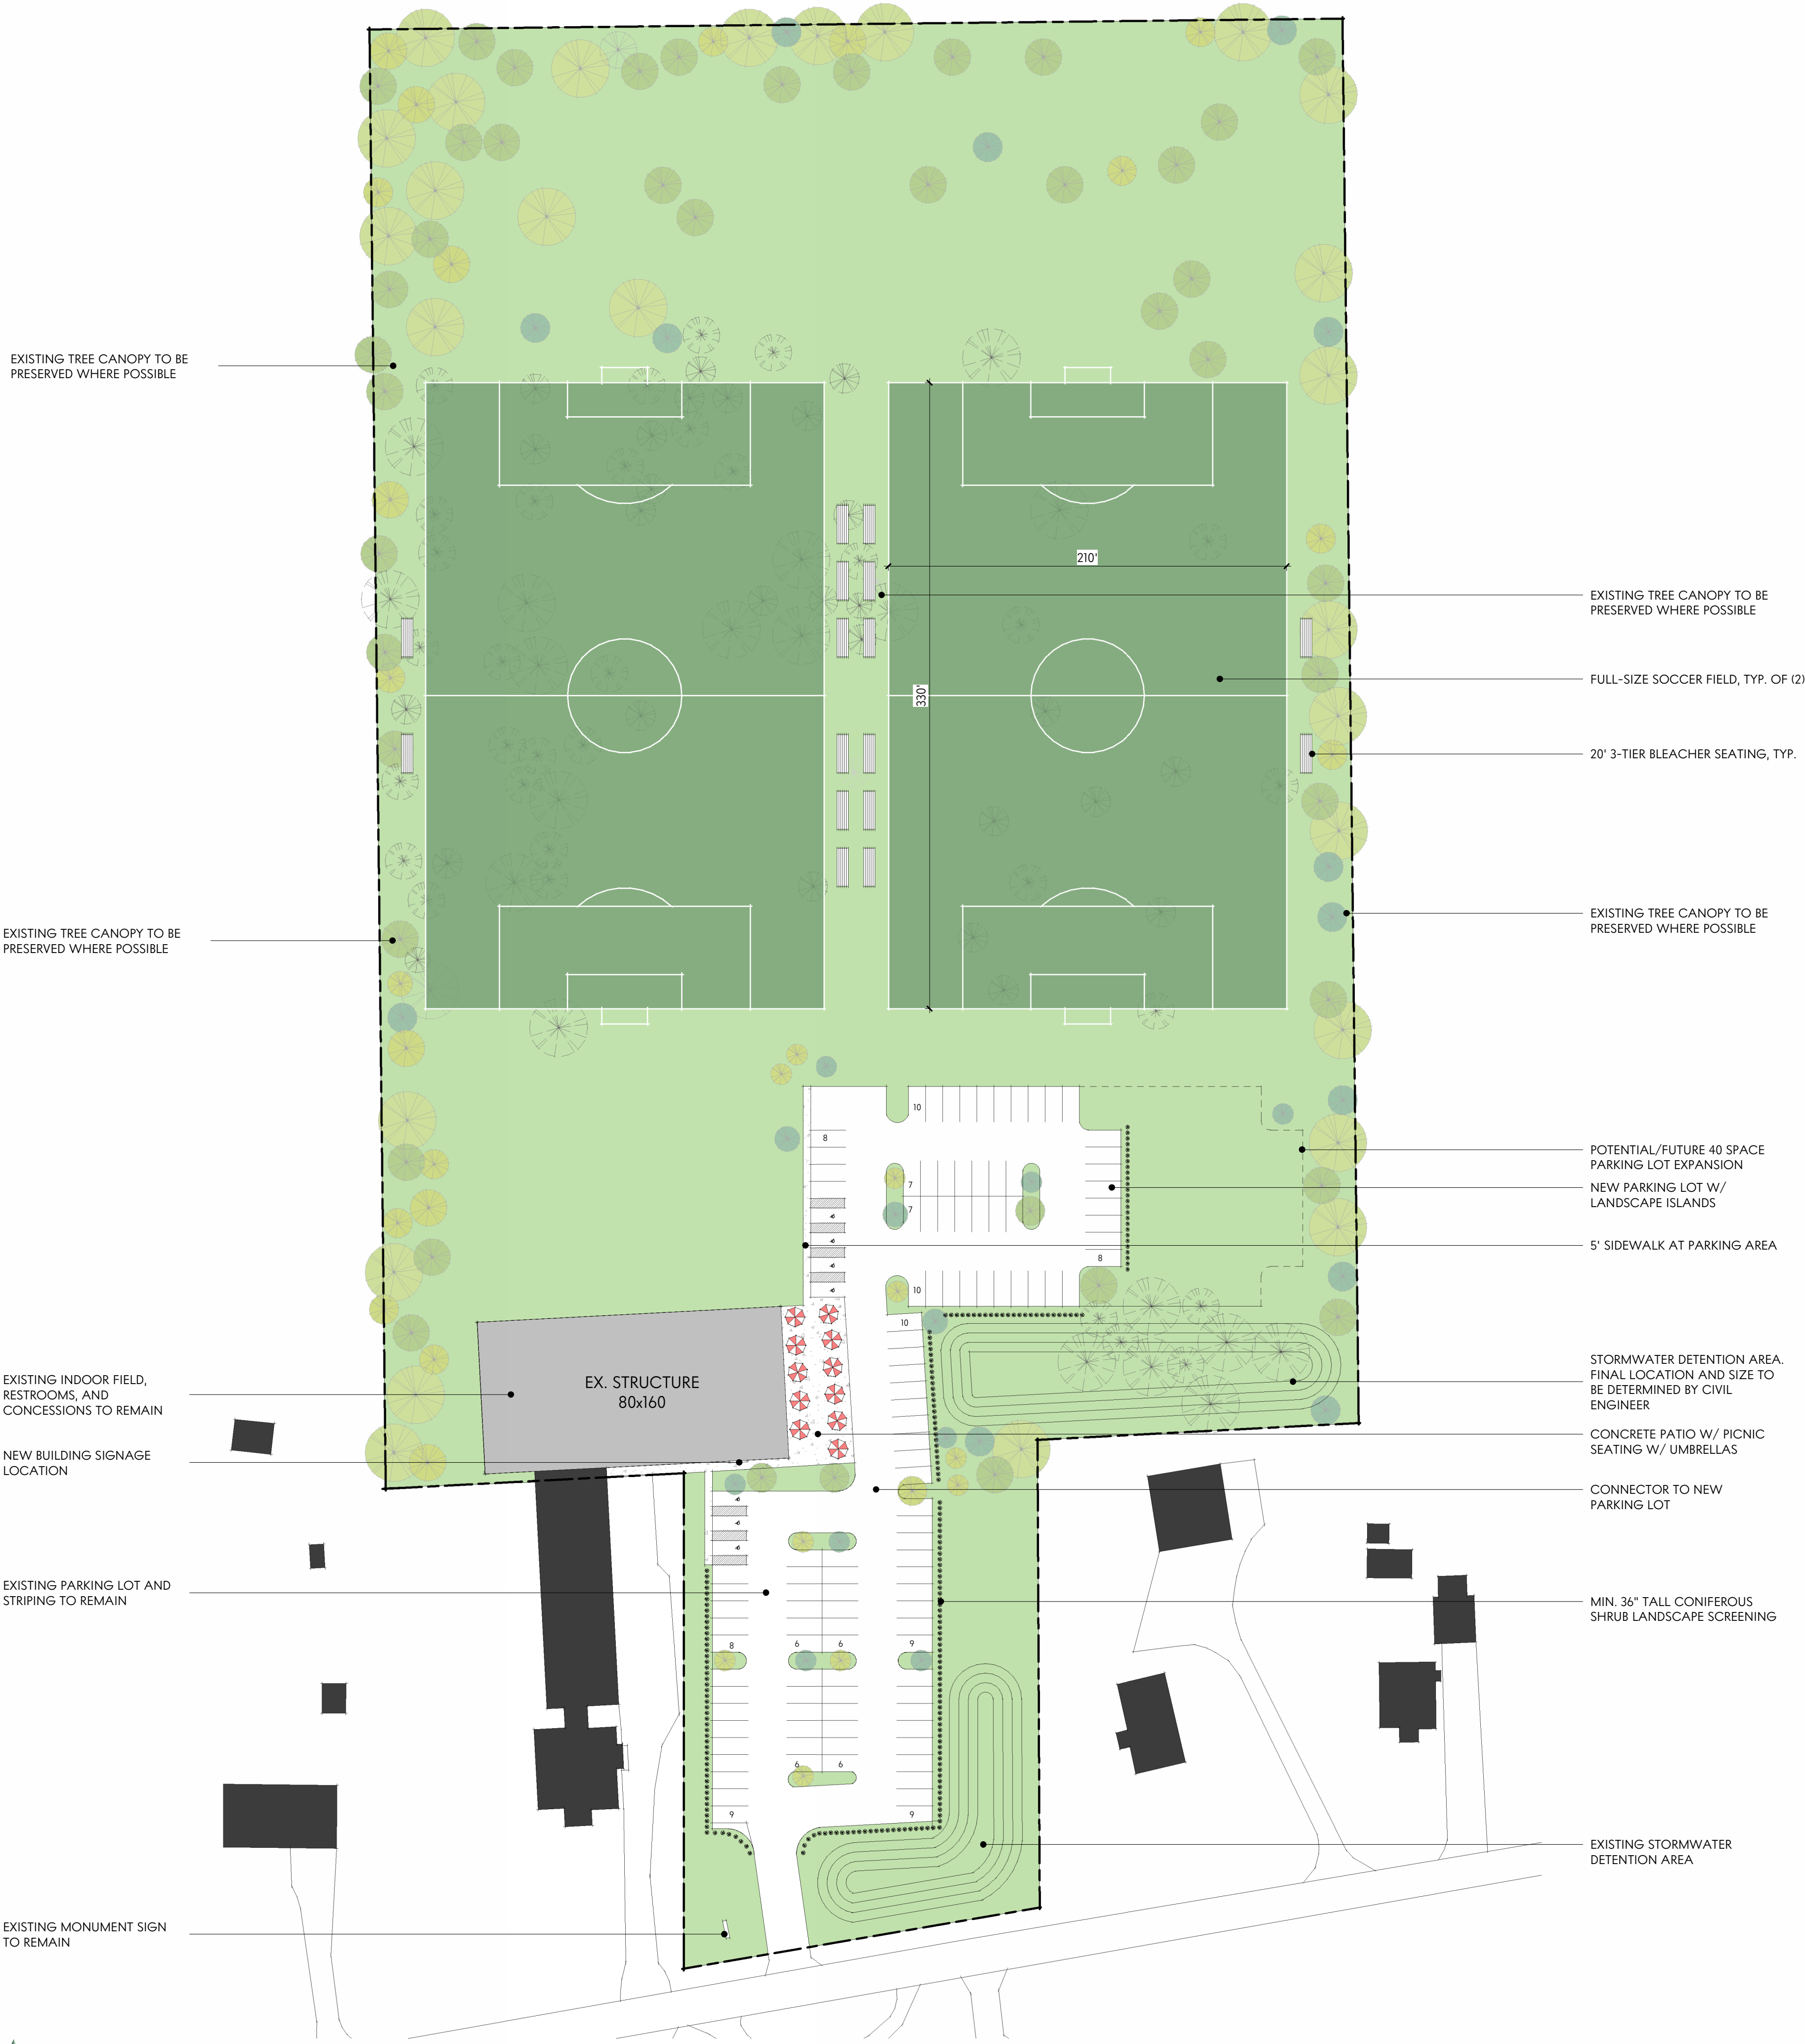 EXISTING TREE CANOPY TO BE
PRESERVED WHERE POSSIBLE
210'
EXISTING TREE CANOPY TO BE
PRESERVED WHERE POSSIBLE
330'
FULL-SIZE SOCCER FIELD, TYP. OF (2)
20' 3-TIER BLEACHER SEATING, TYP.
EXISTING TREE CANOPY TO BE
PRESERVED WHERE POSSIBLE
EXISTING TREE CANOPY TO BE
PRESERVED WHERE POSSIBLE
10
8
POTENTIAL/FUTURE 40 SPACE
PARKING LOT EXPANSION
7
NEW PARKING LOT W/
LANDSCAPE ISLANDS
7
5' SIDEWALK AT PARKING AREA
8
10
10
STORMWATER DETENTION AREA.
FINAL LOCATION AND SIZE TO
BE DETERMINED BY CIVIL
ENGINEER
EXISTING INDOOR FIELD,
RESTROOMS, AND
CONCESSIONS TO REMAIN
EX. STRUCTURE
80x160
CONCRETE PATIO W/ PICNIC
SEATING W/ UMBRELLAS
NEW BUILDING SIGNAGE
LOCATION
CONNECTOR TO NEW
PARKING LOT
EXISTING PARKING LOT AND
STRIPING TO REMAIN
MIN. 36" TALL CONIFEROUS
SHRUB LANDSCAPE SCREENING
8
6
6
9
6
6
9
9
EXISTING STORMWATER
DETENTION AREA
EXISTING MONUMENT SIGN
TO REMAIN